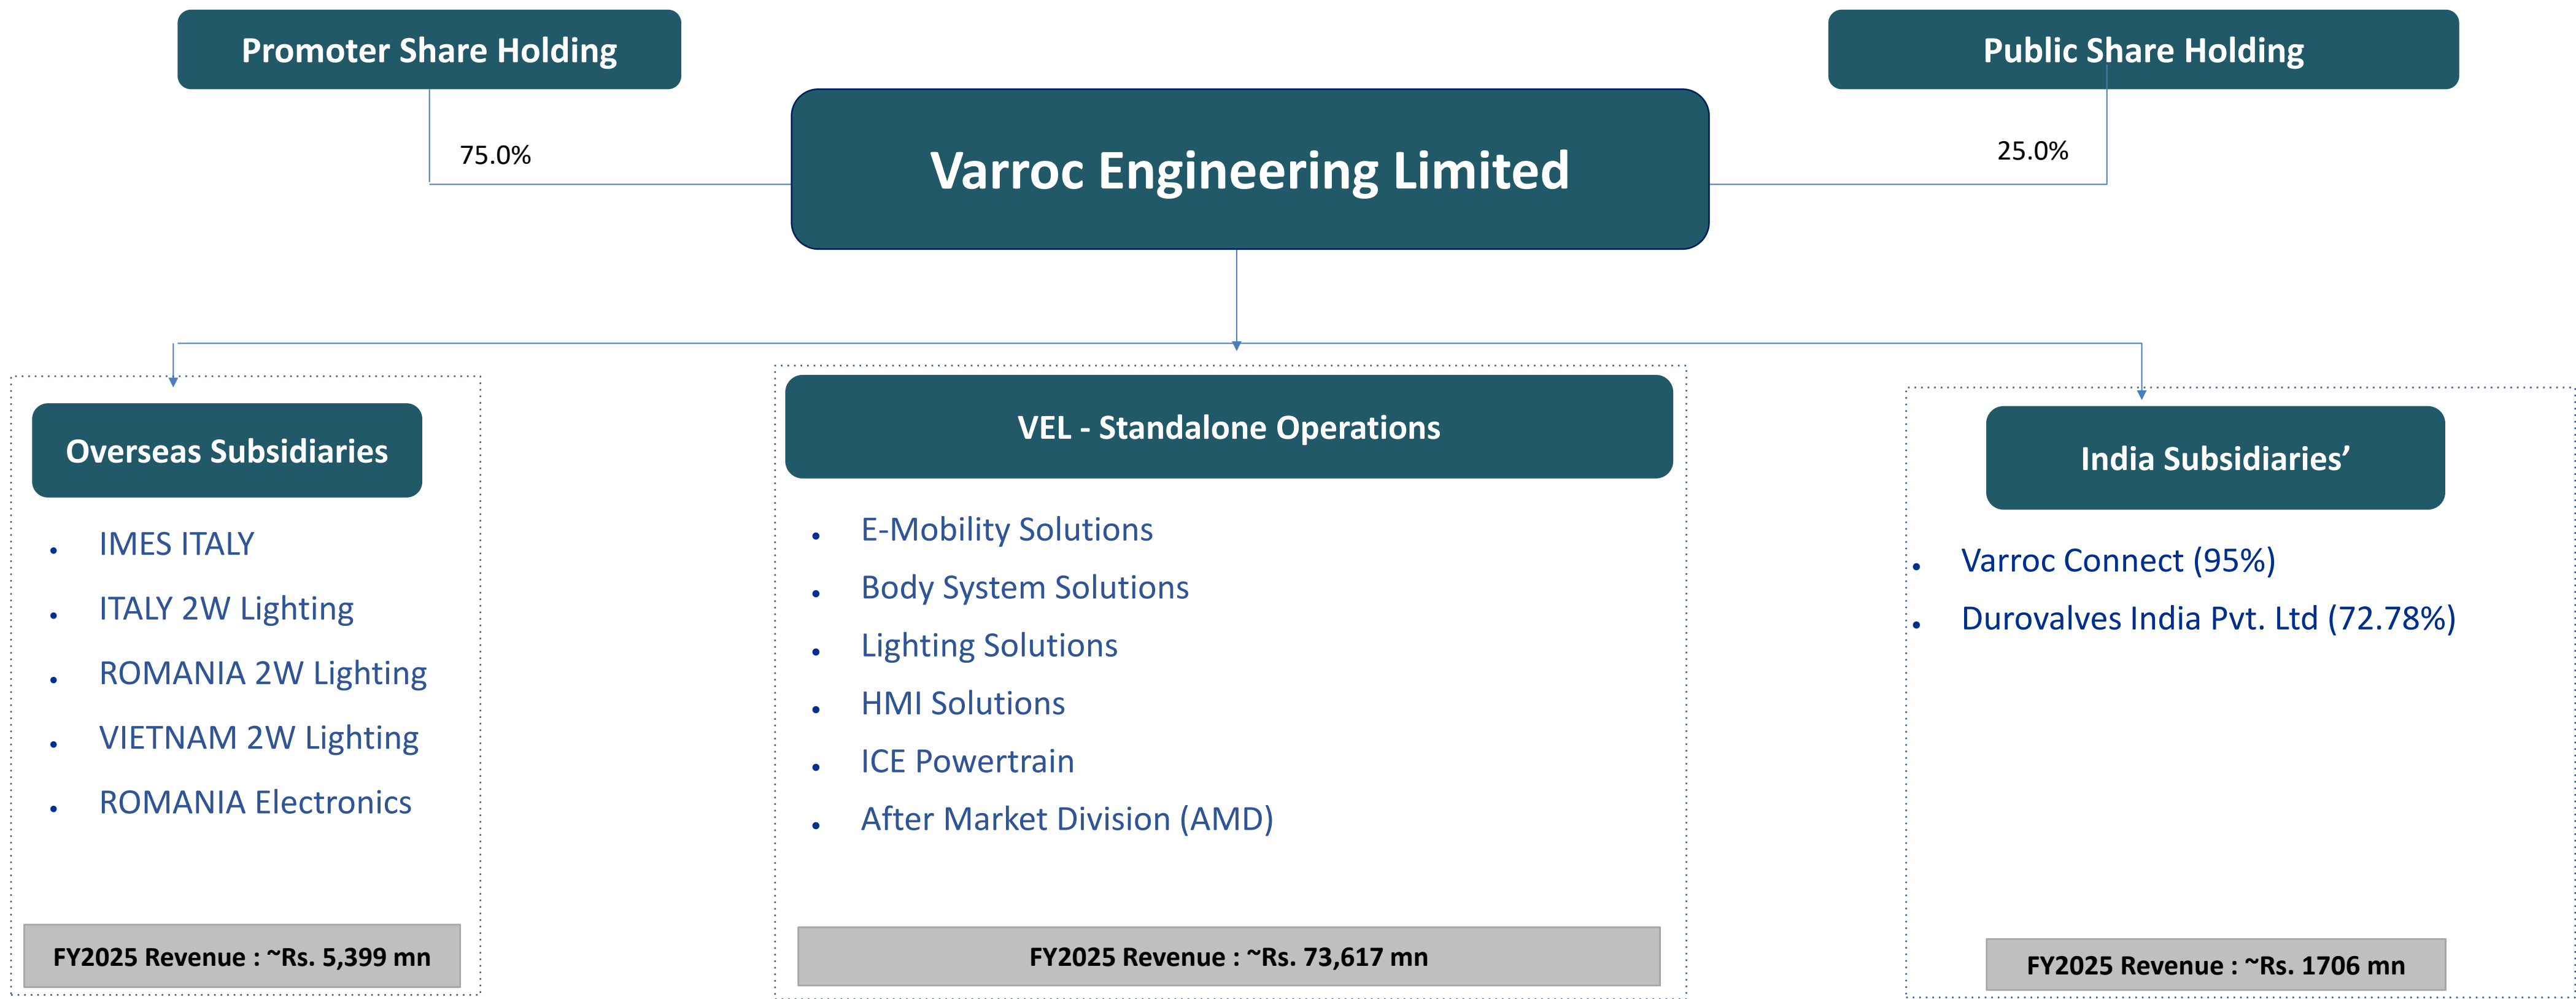 Promoter Share Holding
Public Share Holding
75.0%
Varroc Engineering Limited
25.0%
Overseas Subsidiaries
• IMES ITALY
• ITALY 2W Lighting
• ROMANIA 2W Lighting
• VIETNAM 2W Lighting
• ROMANIA Electronics
FY2025 Revenue : ~Rs. 5,399 mn
VEL - Standalone Operations
• E-Mobility Solutions
• Body System Solutions
• Lighting Solutions
• HMI Solutions
• ICE Powertrain
• After Market Division (AMD)
FY2025 Revenue : ~Rs. 73,617 mn
India Subsidiaries’
• Varroc Connect (95%)
• Durovalves India Pvt. Ltd (72.78%)
FY2025 Revenue : ~Rs. 1706 mn